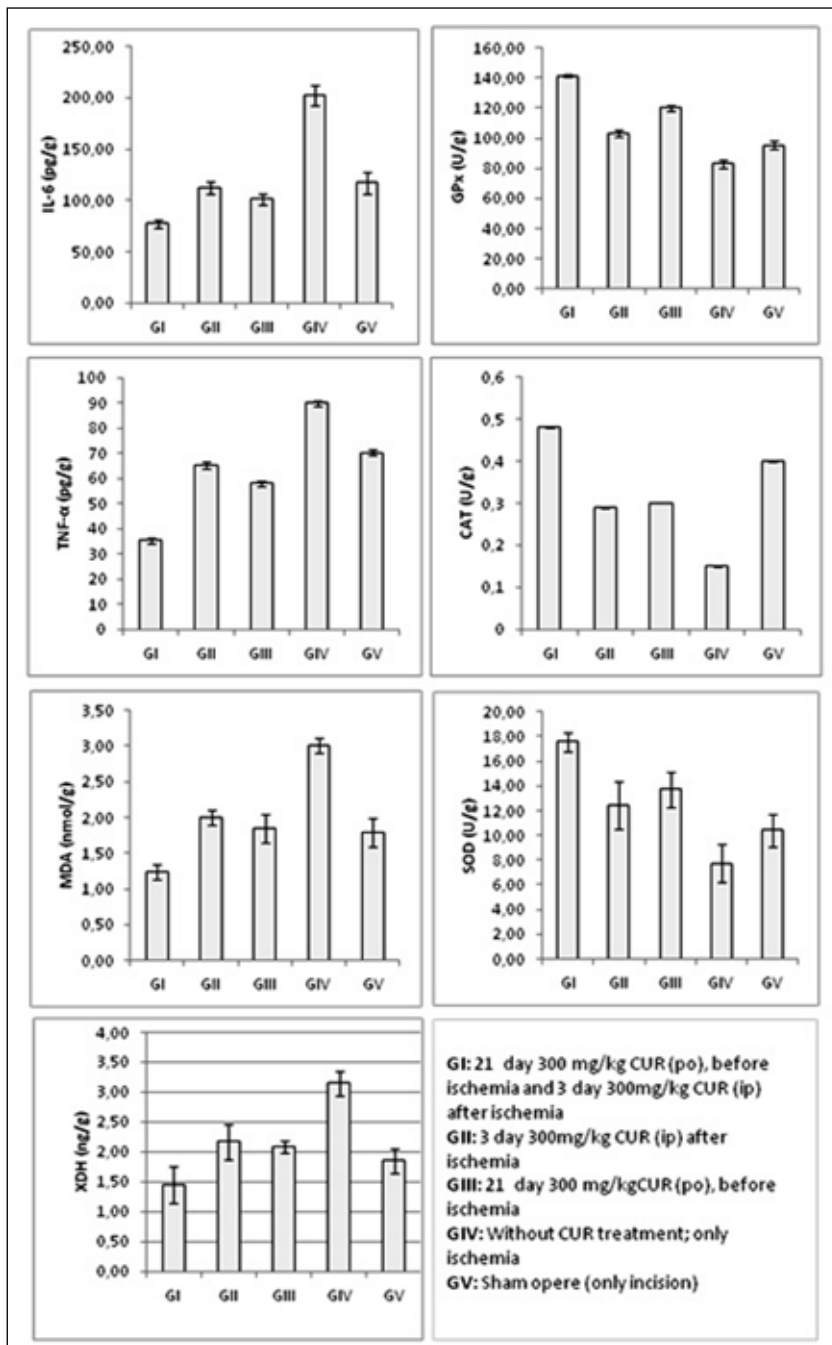 250,00
200,00
150,00
100,00
50,00
0,00
IL-6 (pg/g)
GI GII GIII GIV GV
160,00
140,00
120,00
100,00
80,00
60,00
40,00
20,00
0,00
GPx (U/g)
GI GII GIII GIV GV
100
90
80
70
60
50
40
30
20
10
0
TNF-α (pg/g)
GI GII GIII GIV GV
0,6
0,5
0,4
0,3
0,2
0,1
0
CAT (U/g)
GI GII GIII GIV GV
3,50
3,00
2,50
2,00
1,50
1,00
0,50
0,00
MDA (nmol/g)
GI GII GIII GIV GV
20,00
18,00
16,00
14,00
12,00
10,00
8,00
6,00
4,00
2,00
0,00
SOD (U/g)
GI GII GIII GIV GV
4,00
3,50
3,00
2,50
2,00
1,50
1,00
0,50
0,00
XDH (ng/g)
GI GII GIII GIV GV
GI: 21 day 300 mg/kg CUR (po), before
ischemia and 3 day 300mg/kg CUR (ip)
after ischemia
GII: 3 day 300mg/kg CUR (ip) after
ischemia
GIII: 21 day 300 mg/kgCUR (po), before
ischemia
GIV: Without CUR treatment; only
ischemia
GV: Sham opere (only incision)